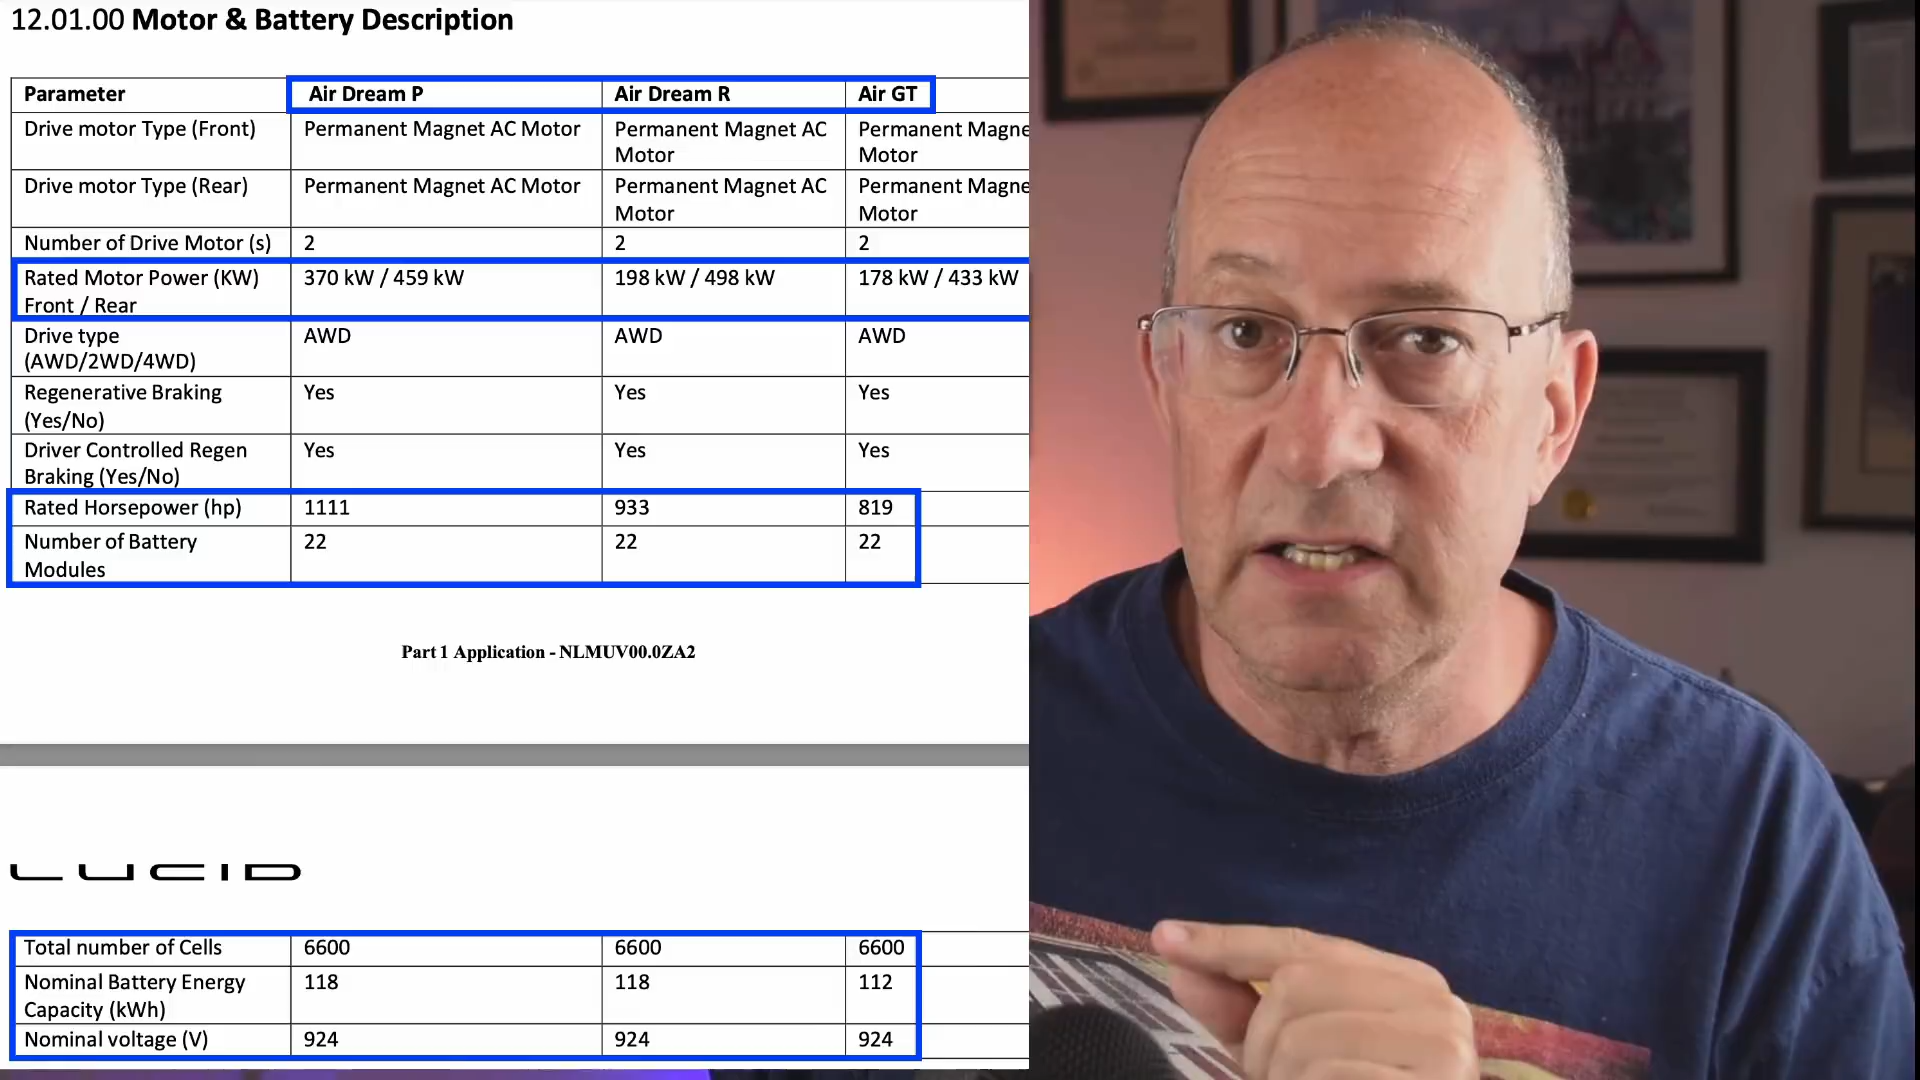 12.01.00 Motor & Battery Description
Parameter Air Dream P Air Dream R Air GT
Drive motor Type (Front) Permanent Magnet AC Motor Permanent Magnet AC Permanent Magne
Motor Motor
Drive motor Type (Rear) Permanent Magnet AC Motor Permanent Magnet AC Permanent Magne
Motor Motor
Number of Drive Motor (s) 2 2 2
Rated Motor Power (KW) 370 kW / 459 kW 198 kW / 498 kW 178 kW / 433 kW
Front / Rear
Drive type AWD AWD AWD
(AWD/2WD/4WD)
Regenerative Braking Yes Yes Yes
(Yes/No)
Driver Controlled Regen Yes Yes Yes
Braking (Yes/No)
Rated Horsepower (hp) 1111 933 819
Number of Battery 22 22 22
Modules
Part 1 Application - NLMUV00.0ZA2
LUCID
Total number of Cells 6600 6600 6600
Nominal Battery Energy 118 118 112
Capacity (kWh)
Nominal voltage (V) 924 924 924